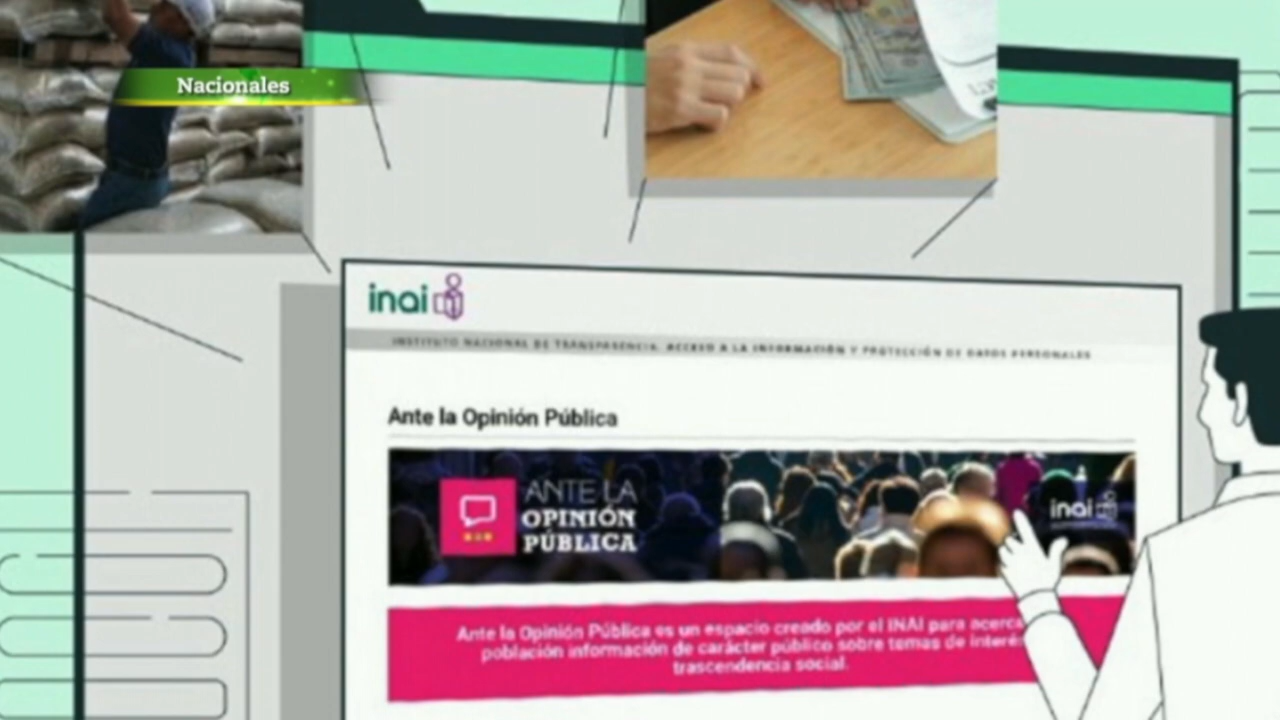 Nacionales
inai
INSTITUTO NACIONAL DE TRANSPARENCIA, ACCESO A LA INFORMACIÓN Y PROTECCIÓN DE DATOS PERSONALES
Ante la Opinión Pública
ANTE LA
OPINIÓN
PÚBLICA
inai
Ante la Opinión Pública es un espacio creado por el INAI para
población información de carácter público sobre temas de
trascendencia social.